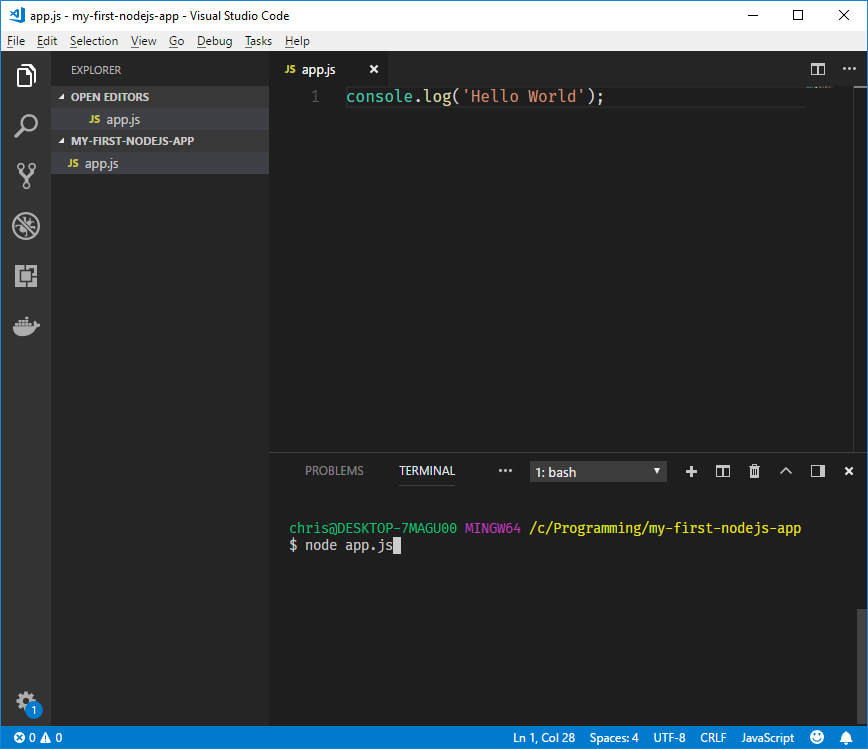 app.js - my-first-nodejs-app - Visual Studio Code
File Edit Selection View Go Debug Tasks Help
EXPLORER
OPEN EDITORS
JS app.js
MY-FIRST-NODEJS-APP
JS app.js
JS app.js
1 console.log('Hello World');
PROBLEMS TERMINAL ••• 1: bash
chris@DESKTOP-7MAGU00 MINGW64 /c/Programming/my-first-nodejs-app
$ node app.js
1
0 0 Ln 1, Col 28 Spaces: 4 UTF-8 CRLF JavaScript